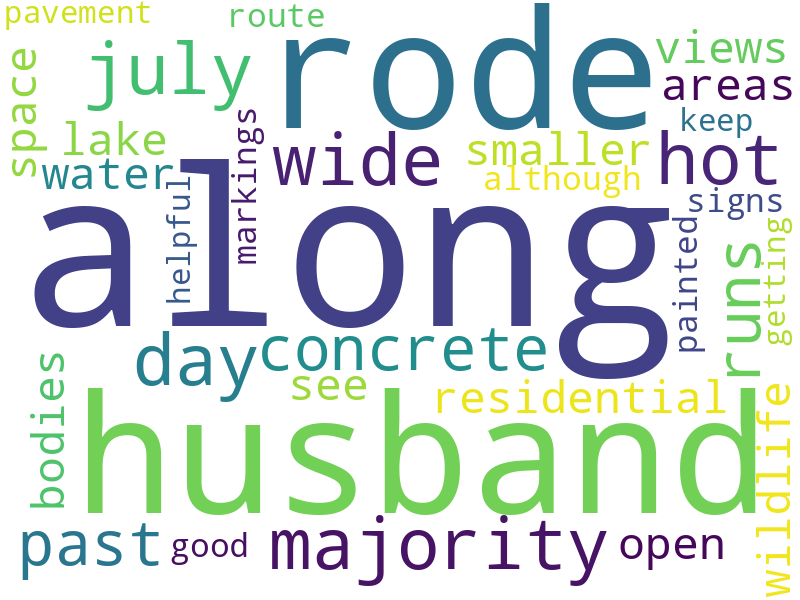 pavement
route
rode
july
views
space
areas
lake
markings
keep
wide
smaller
hot
water
although
along
helpful
signs
painted
runs
getting
day
concrete
bodies
see
residential
wildlife
husband
past
good
majority
open